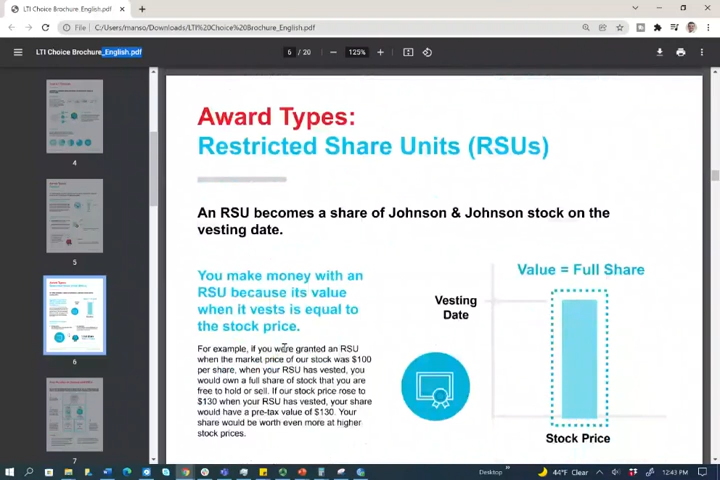 LTI Choice Brochure_English.pdf
File
C:/Users/manso/Downloads/LTI%20Choice%20Brochure_English.pdf
LTI Choice Brochure_English.pdf
6 / 20
125%
4
5
6
7
Award Types:
Restricted Share Units (RSUs)
An RSU becomes a share of Johnson & Johnson stock on the
vesting date.
You make money with an
RSU because its value
when it vests is equal to
the stock price.
For example, if you were granted an RSU
when the market price of our stock was $100
per share, when your RSU has vested, you
would own a full share of stock that you are
free to hold or sell. If our stock price rose to
$130 when your RSU has vested, your share
would have a pre-tax value of $130. Your
share would be worth even more at higher
stock prices.
Value = Full Share
Vesting
Date
Stock Price
Desktop
44°F Clear
12:43 PM